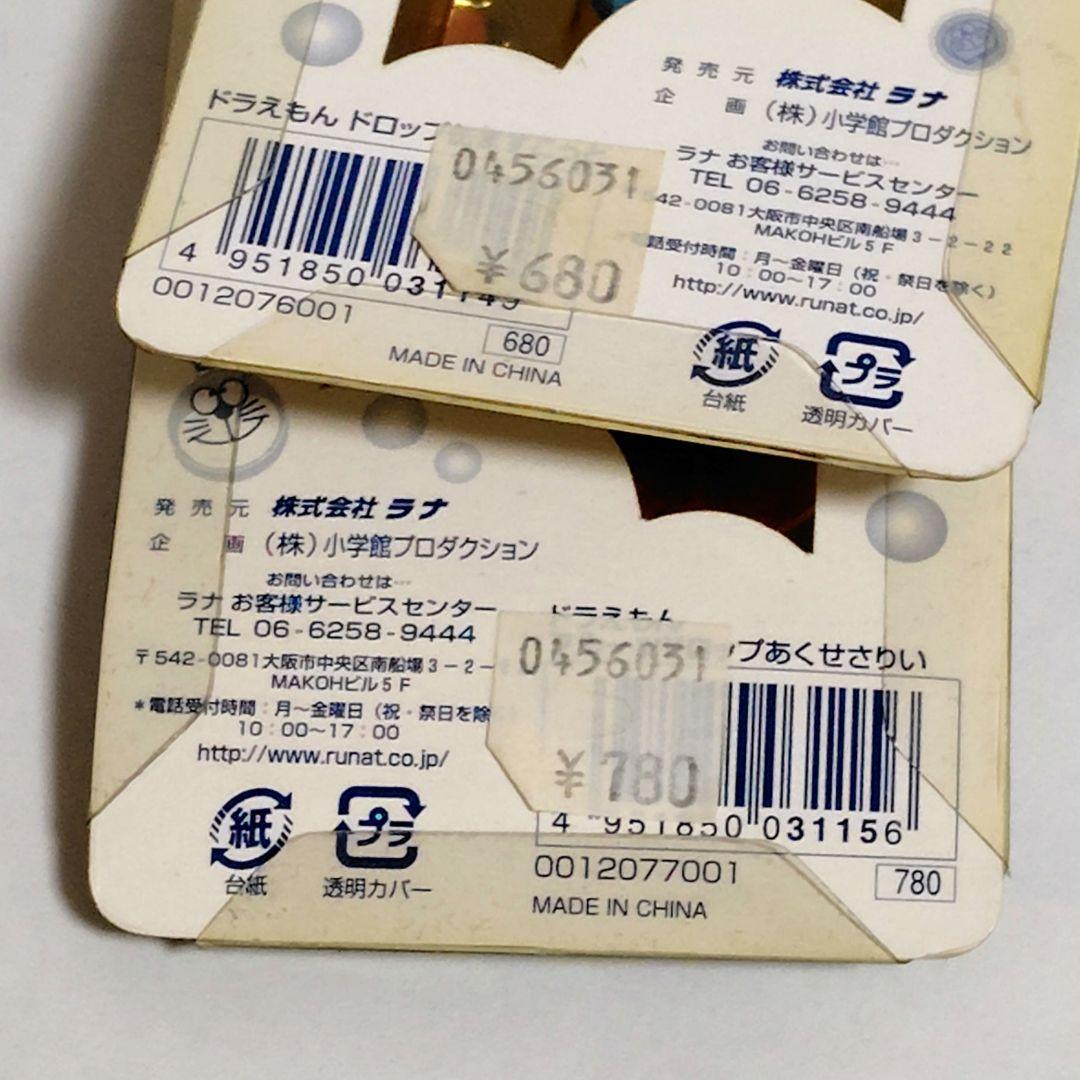 発売元 株式会社ラナ
企画 (株)小学館プロダクション
お問い合わせは…
ラナ お客様サービスセンター
TEL 06-6258-9444
42-0081大阪市中央区南船場3-2-22
MAKOHビル5F
話受付時間:月〜金曜日(祝・祭日を除く)
10:00〜17:00
http://www.runat.co.jp/
ドラえもん ドロップ
0456031
¥680
4 951850 031149
0012076001
680
MADE IN CHINA
紙
台紙
プラ
透明カバー
発売元 株式会社ラナ
企画 (株)小学館プロダクション
お問い合わせは…
ラナ お客様サービスセンター
TEL 06-6258-9444
〒542-0081大阪市中央区南船場3-2-
MAKOHビル5F
*電話受付時間:月〜金曜日(祝・祭日を除
10:00〜17:00
http://www.runat.co.jp/
紙
台紙
プラ
透明カバー
ドラえもん
プあくせさりい
0456031
¥780
4 951850 031156
0012077001
780
MADE IN CHINA